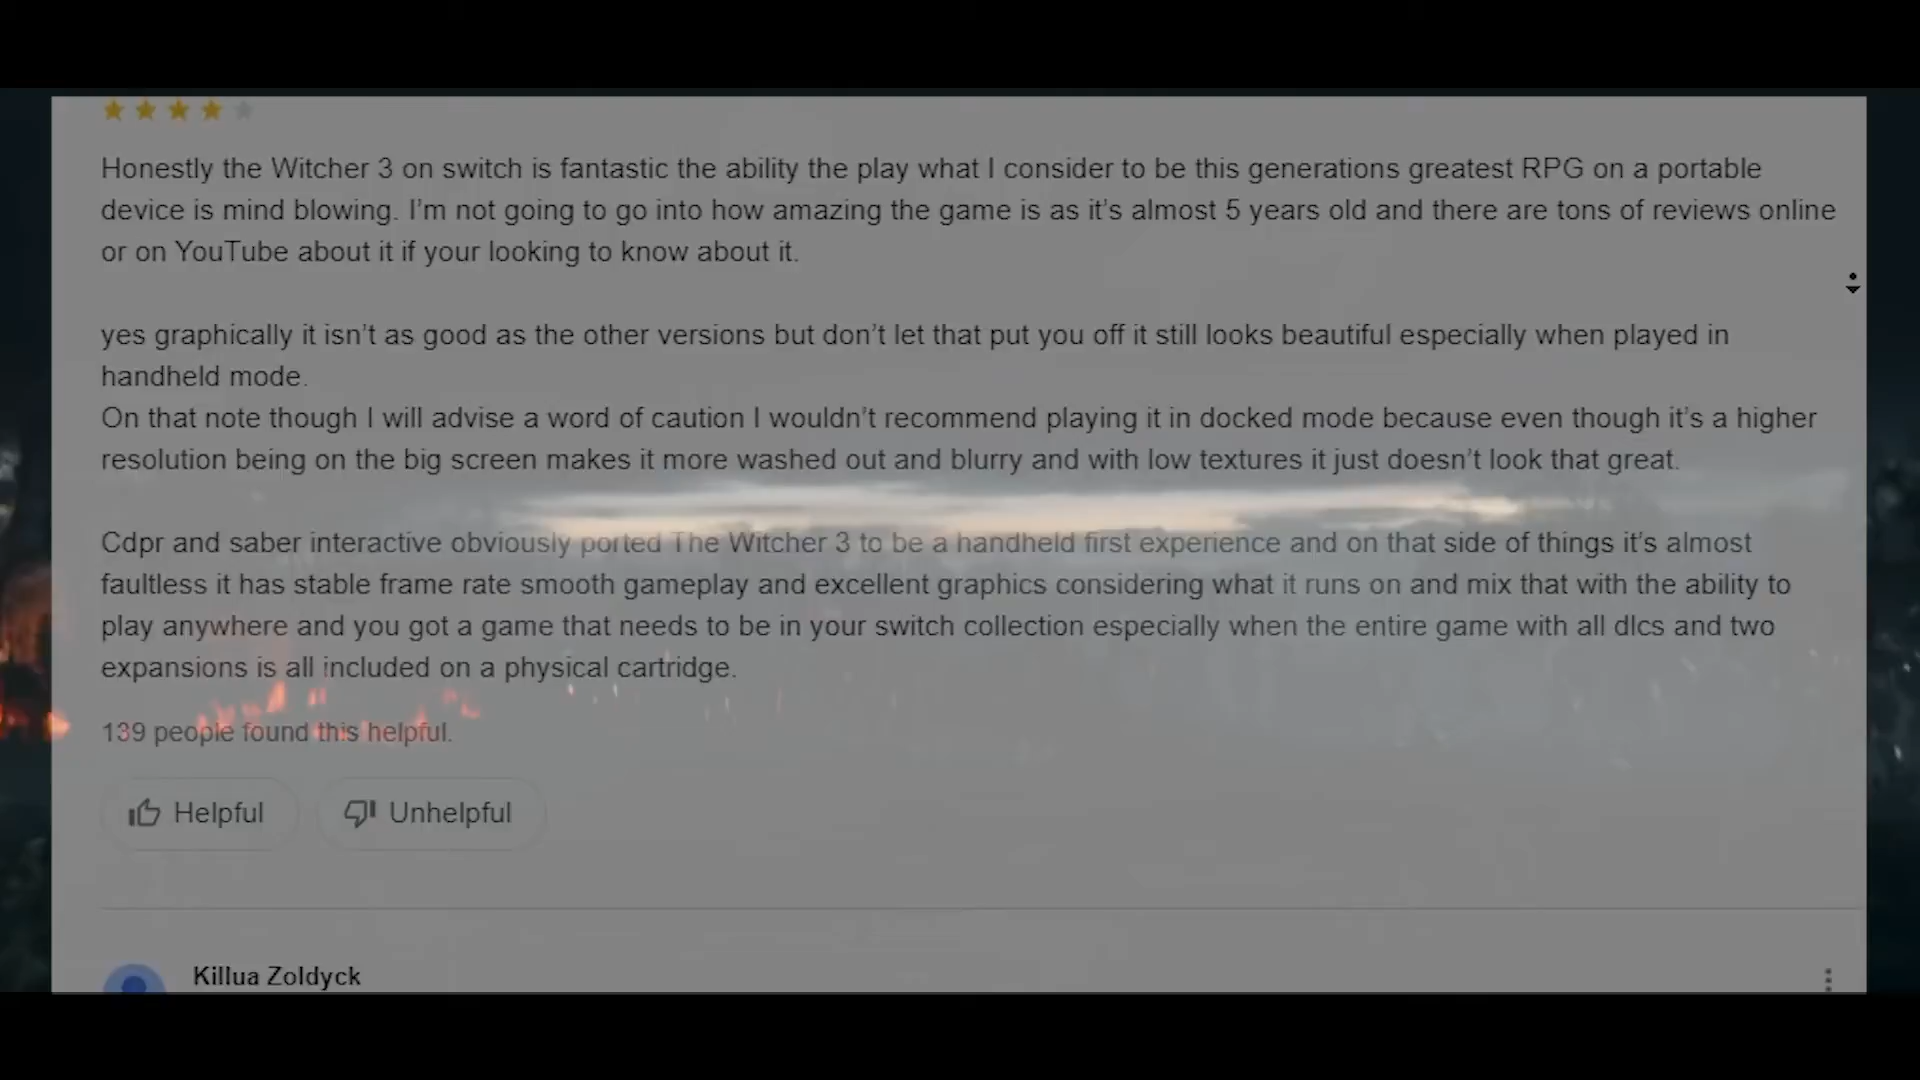 Honestly the Witcher 3 on switch is fantastic the ability the play what I consider to be this generations greatest RPG on a portable
device is mind blowing. I’m not going to go into how amazing the game is as it’s almost 5 years old and there are tons of reviews online
or on YouTube about it if your looking to know about it.
yes graphically it isn’t as good as the other versions but don’t let that put you off it still looks beautiful especially when played in
handheld mode.
On that note though I will advise a word of caution I wouldn’t recommend playing it in docked mode because even though it’s a higher
resolution being on the big screen makes it more washed out and blurry and with low textures it just doesn’t look that great.
Cdpr and saber interactive obviously ported The Witcher 3 to be a handheld first experience and on that side of things it’s almost
faultless it has stable frame rate smooth gameplay and excellent graphics considering what it runs on and mix that with the ability to
play anywhere and you got a game that needs to be in your switch collection especially when the entire game with all dlcs and two
expansions is all included on a physical cartridge.
139 people found this helpful.
Helpful Unhelpful
Killua Zoldyck